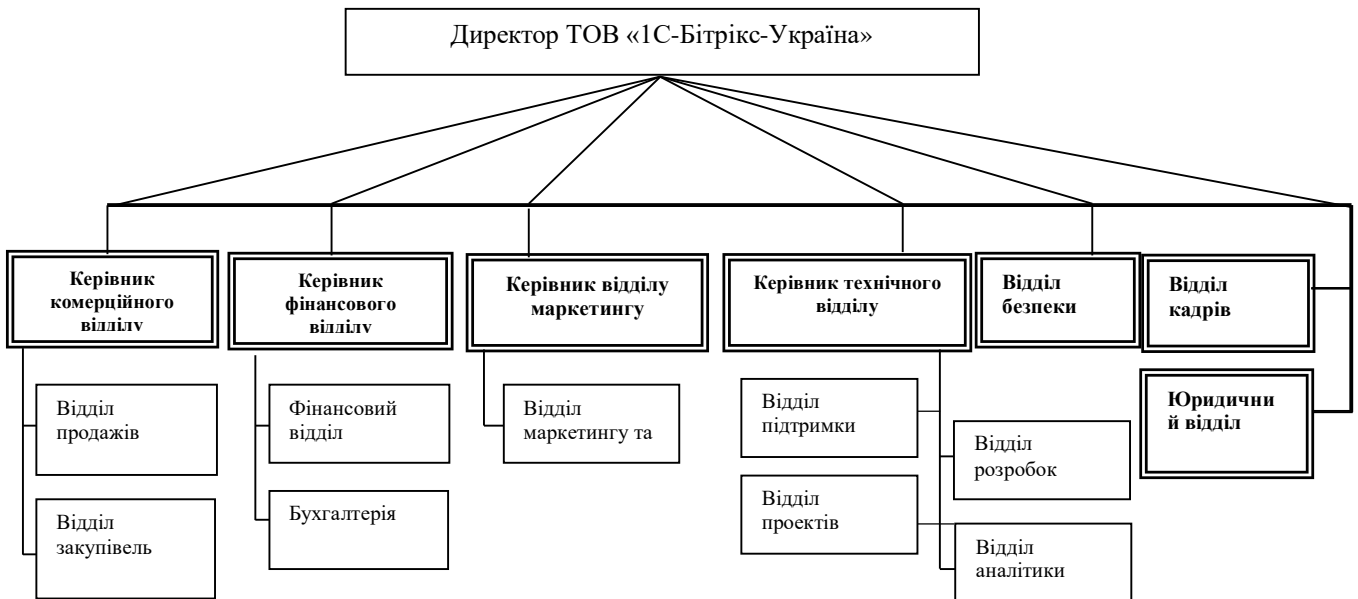 Директор ТОВ «1С-Бітрікс-Україна»
Керівник
комерційного
відділу
Керівник
фінансового
відділу
Керівник відділу
маркетингу
Керівник технічного
відділу
Відділ
безпеки
Відділ
кадрів
Відділ
продажів
Фінансовий
відділ
Відділ
маркетингу та
Відділ
підтримки
Юридични
й відділ
Відділ
розробок
Відділ
закупівель
Бухгалтерія
Відділ
проектів
Відділ
аналітики